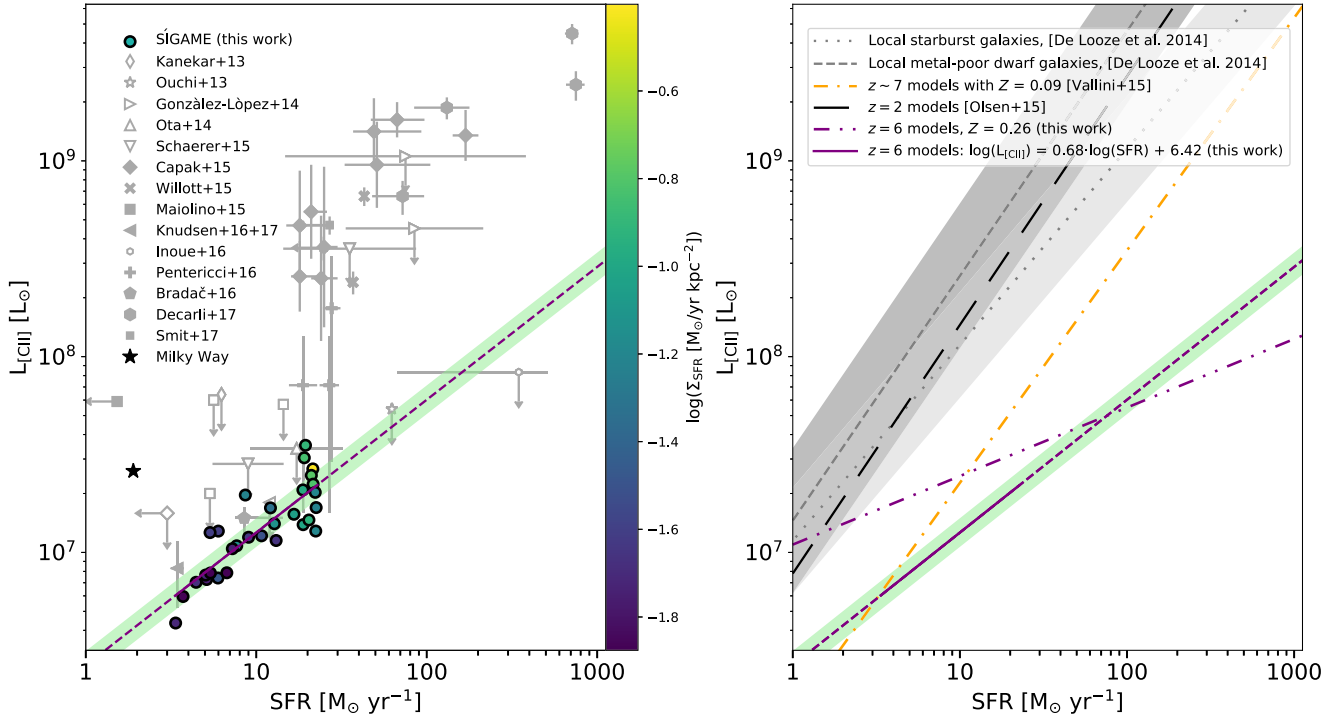 SÍGAME (this work)
Kanekar+13
Ouchi+13
Gonzàlez-Lòpez+14
Ota+14
Schaerer+15
Capak+15
Willott+15
Maiolino+15
Knudsen+16+17
Inoue+16
Pentericci+16
Bradač+16
Decarli+17
Smit+17
Milky Way
10⁹
10⁸
10⁷
L[CII] [L⊙]
1
10
100
1000
SFR [M⊙ yr⁻¹]
−0.6
−0.8
−1.0
−1.2
−1.4
−1.6
−1.8
log(ΣSFR [M⊙/yr kpc⁻²])
Local starburst galaxies, [De Looze et al. 2014]
Local metal-poor dwarf galaxies, [De Looze et al. 2014]
z ~ 7 models with Z = 0.09 [Vallini+15]
z = 2 models [Olsen+15]
z = 6 models, Z = 0.26 (this work)
z = 6 models: log(L[CII]) = 0.68·log(SFR) + 6.42 (this work)
10⁹
10⁸
10⁷
L[CII] [L⊙]
1
10
100
1000
SFR [M⊙ yr⁻¹]